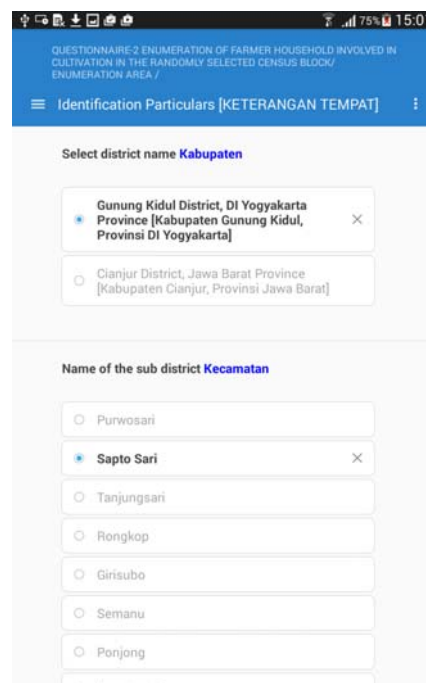 75% 15:0
QUESTIONNAIRE-2 ENUMERATION OF FARMER HOUSEHOLD INVOLVED IN
CULTIVATION IN THE RANDOMLY SELECTED CENSUS BLOCK/
ENUMERATION AREA /
Identification Particulars [KETERANGAN TEMPAT]
Select district name Kabupaten
Gunung Kidul District, DI Yogyakarta
Province [Kabupaten Gunung Kidul,
Provinsi DI Yogyakarta]
Cianjur District, Jawa Barat Province
[Kabupaten Cianjur, Provinsi Jawa Barat]
Name of the sub district Kecamatan
Purwosari
Sapto Sari
Tanjungsari
Rongkop
Girisubo
Semanu
Ponjong